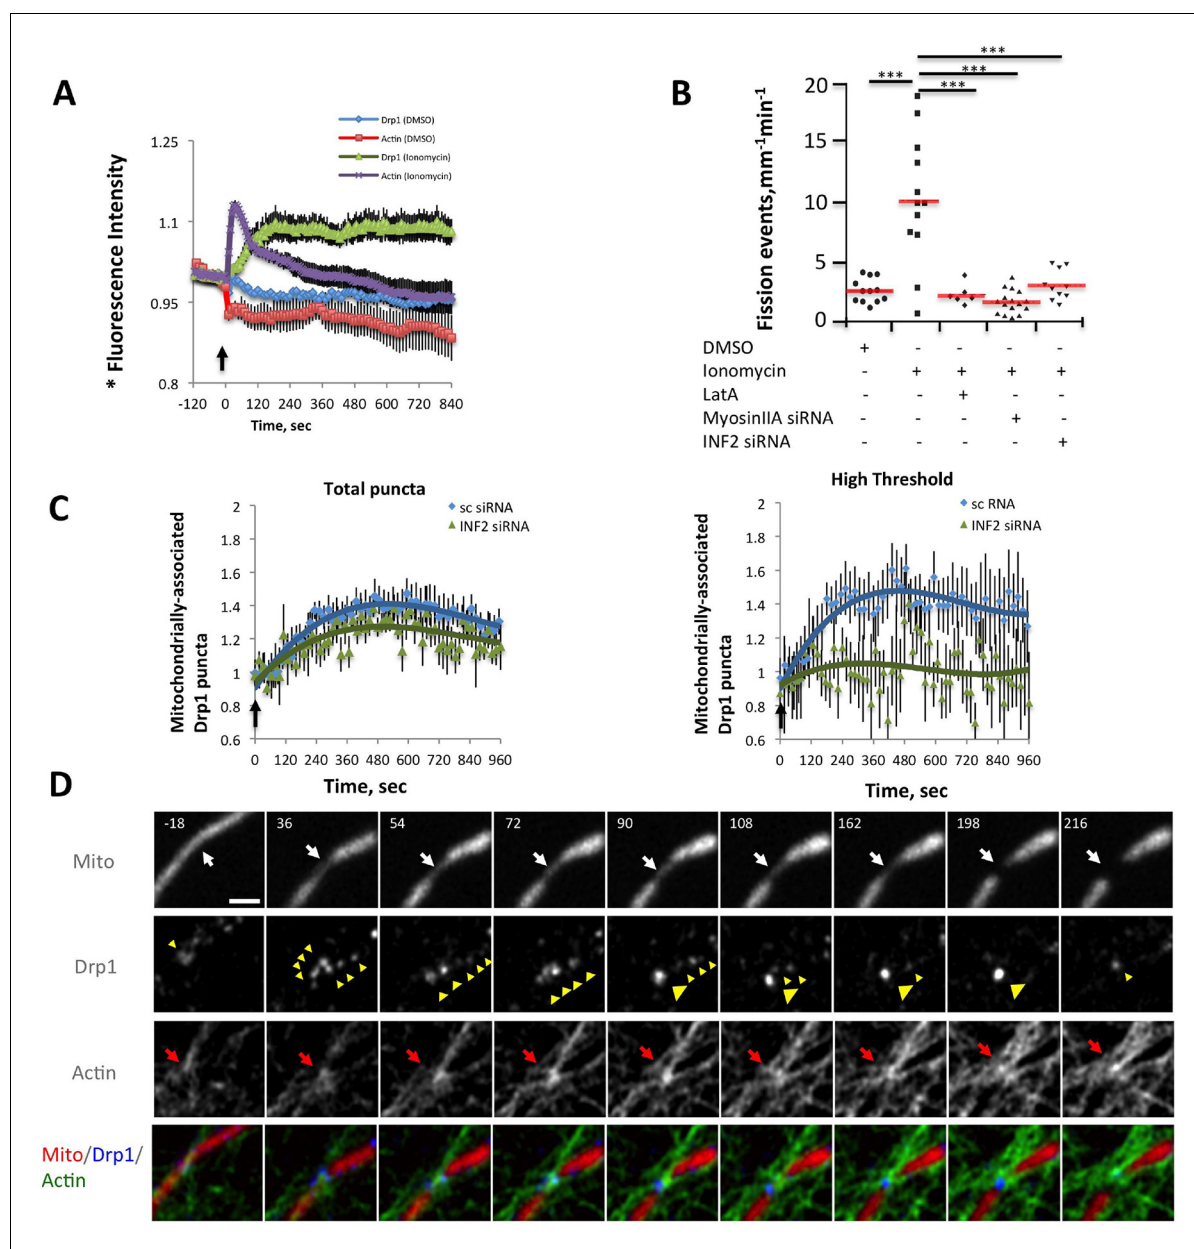 A
Drp1 (DMSO)
Actin (DMSO)
Drp1 (Ionomycin)
Actin (Ionomycin)
* Fluorescence Intensity
1.25
1.1
0.95
0.8
-120 0 120 240 360 480 600 720 840
Time, sec
B
***
***
***
***
Fission events,mm-1min-1
20
15
10
5
0
DMSO + - - - -
Ionomycin - + + + +
LatA - - + - -
MyosinIIA siRNA - - - + -
INF2 siRNA - - - - +
C
Total puncta
sc siRNA
INF2 siRNA
Mitochondrially-associated
Drp1 puncta
2
1.8
1.6
1.4
1.2
1
0.8
0.6
0 120 240 360 480 600 720 840 960
Time, sec
High Threshold
sc RNA
INF2 siRNA
Mitochondrially-associated
Drp1 puncta
2
1.8
1.6
1.4
1.2
1
0.8
0.6
0 120 240 360 480 600 720 840 960
Time, sec
D
-18 36 54 72 90 108 162 198 216
Mito
Drp1
Actin
Mito/Drp1/
Actin